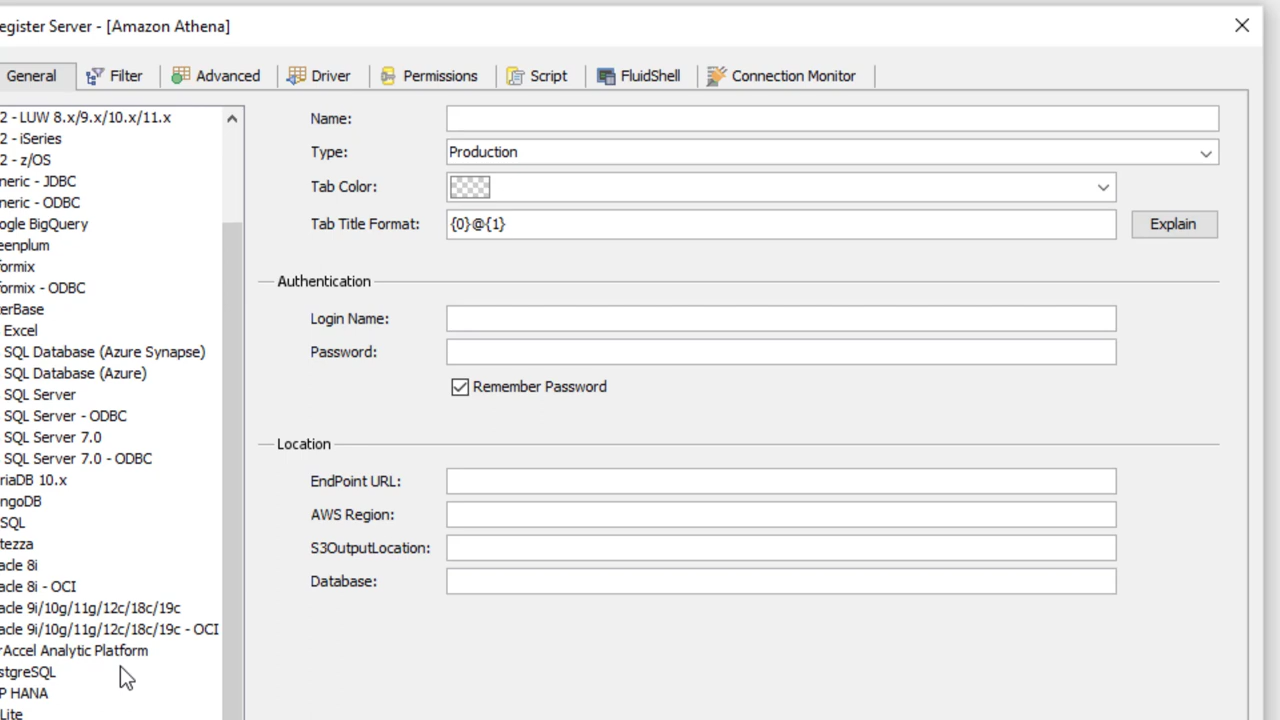 egister Server - [Amazon Athena]
General Filter Advanced Driver Permissions Script FluidShell Connection Monitor
2 - LUW 8.x/9.x/10.x/11.x
2 - iSeries
2 - z/OS
neric - JDBC
neric - ODBC
ogle BigQuery
eenplum
formix
formix - ODBC
erBase
Excel
SQL Database (Azure Synapse)
SQL Database (Azure)
SQL Server
SQL Server - ODBC
SQL Server 7.0
SQL Server 7.0 - ODBC
riaDB 10.x
ngoDB
SQL
tezza
acle 8i
acle 8i - OCI
acle 9i/10g/11g/12c/18c/19c
acle 9i/10g/11g/12c/18c/19c - OCI
rAccel Analytic Platform
stgreSQL
P HANA
Lite
Name:
Type: Production
Tab Color:
Tab Title Format: {0}@{1} Explain
Authentication
Login Name:
Password:
Remember Password
Location
EndPoint URL:
AWS Region:
S3OutputLocation:
Database: